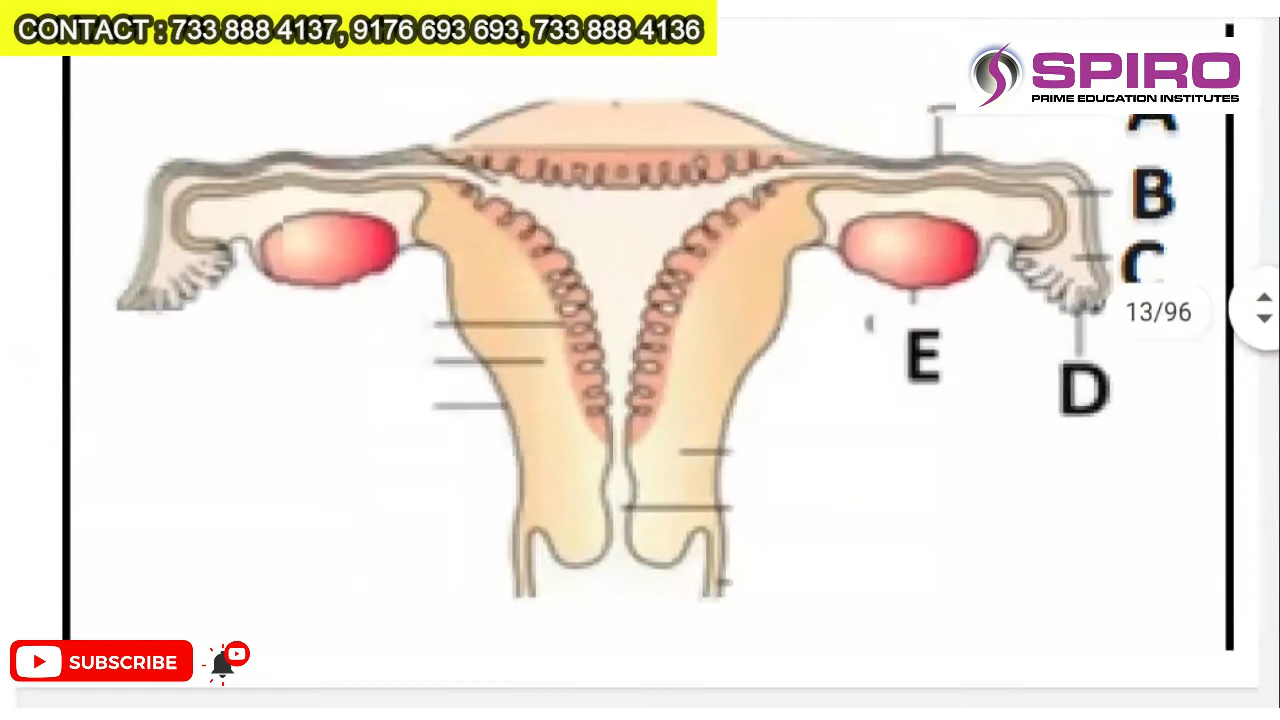 CONTACT : 733 888 4137, 9176 693 693, 733 888 4136
SPIRO
PRIME EDUCATION INSTITUTES
A
B
C
13/96
E
D
SUBSCRIBE